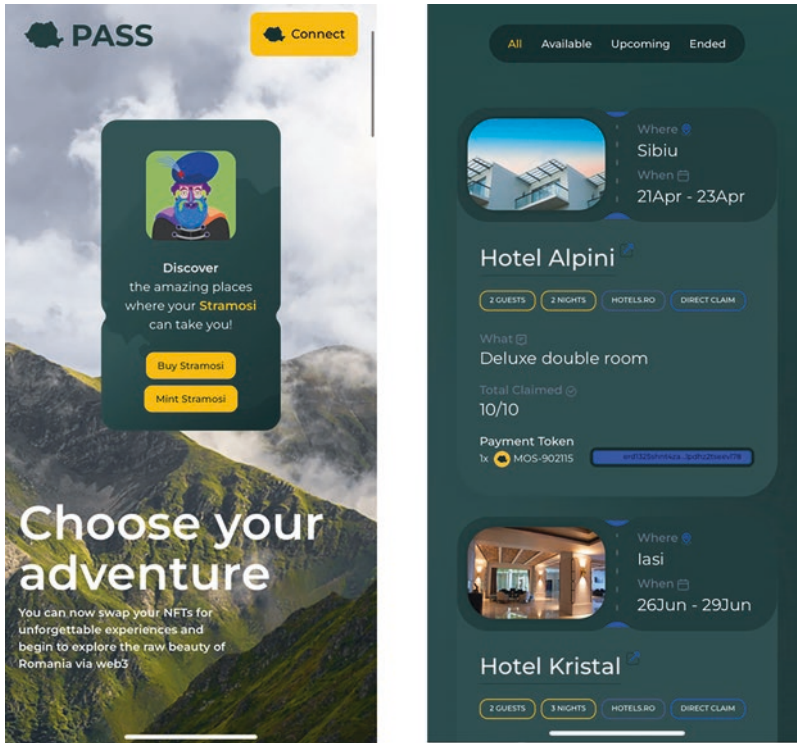 PASS
Connect
Discover
the amazing places
where your Stramosi
can take you!
Buy Stramosi
Mint Stramosi
Choose your
adventure
You can now swap your NFTs for
unforgettable experiences and
begin to explore the raw beauty of
Romania via web3
All Available Upcoming Ended
Where
Sibiu
When
21Apr - 23Apr
Hotel Alpini
2 GUESTS 2 NIGHTS HOTELS.RO DIRECT CLAIM
What
Deluxe double room
Total Claimed
10/10
Payment Token
1x MOS-902115
Where
Iasi
When
26Jun - 29Jun
Hotel Kristal
2 GUESTS 3 NIGHTS HOTELS.RO DIRECT CLAIM